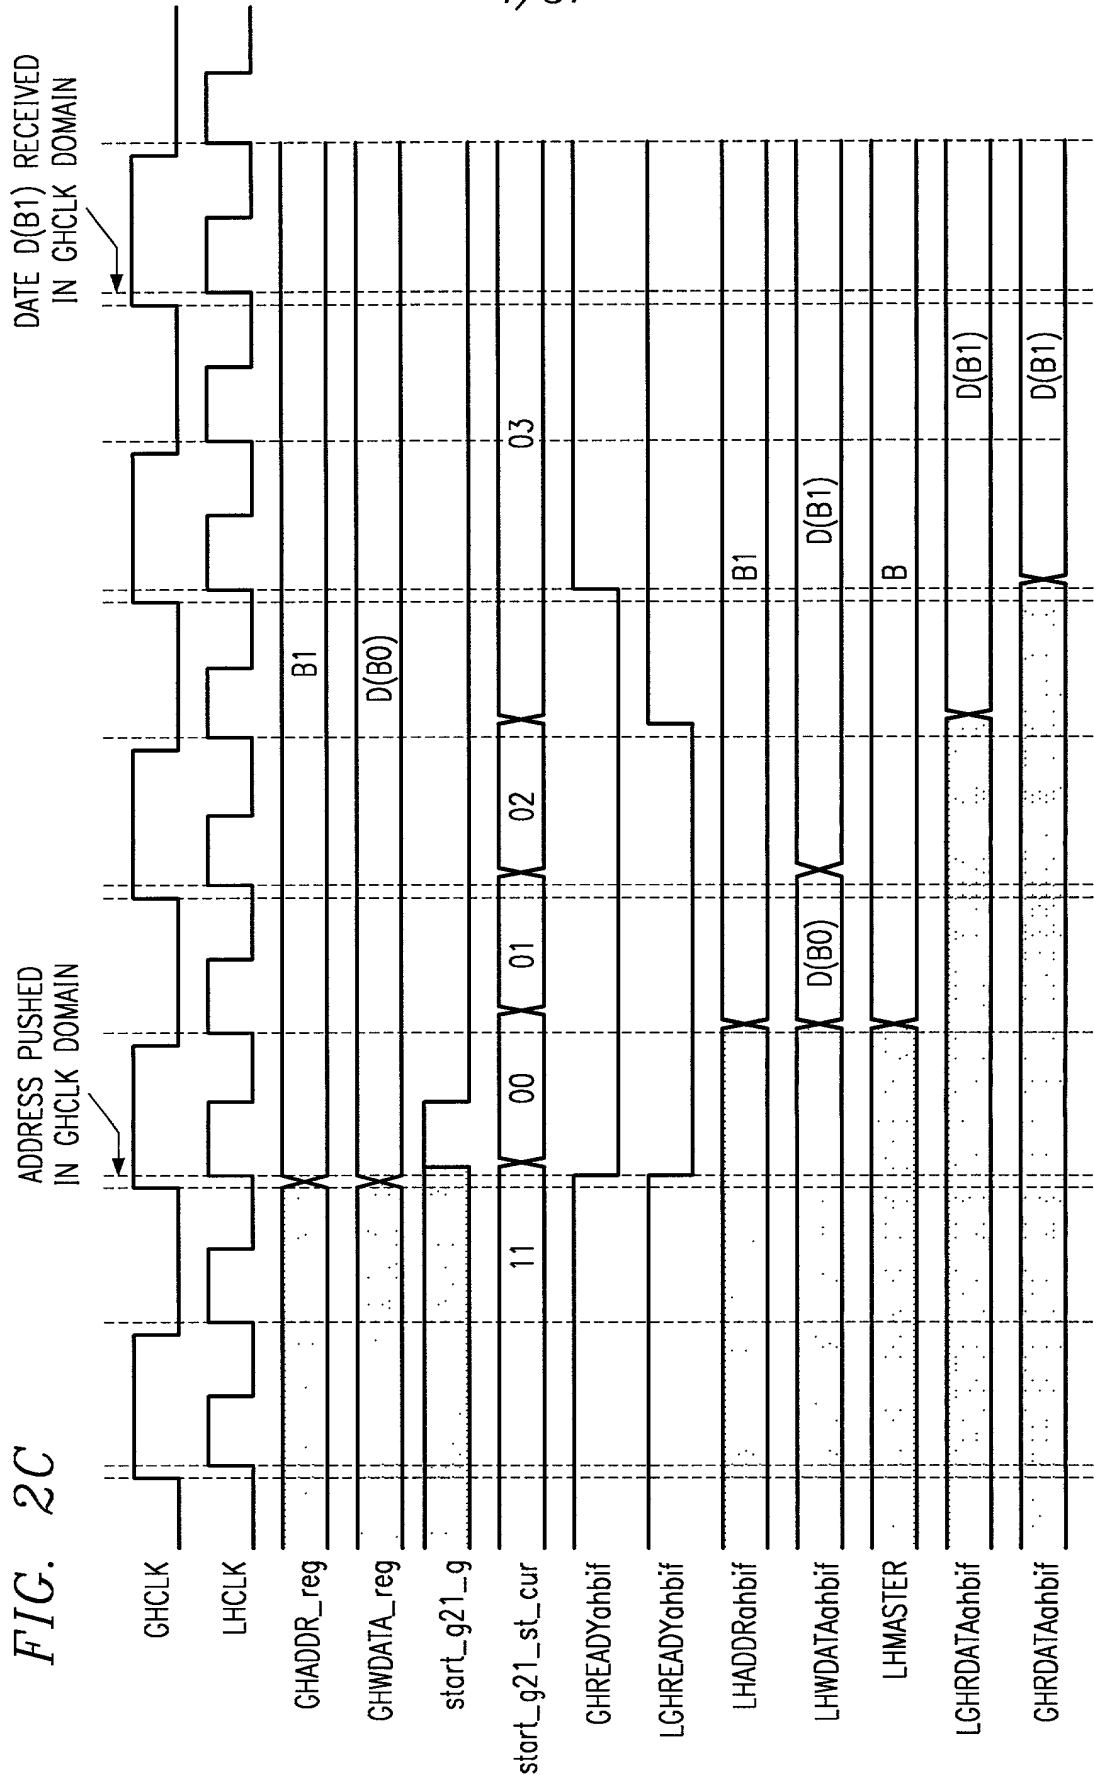 FIG. 2C
ADDRESS PUSHED
IN GHCLK DOMAIN
DATE D(B1) RECEIVED
IN GHCLK DOMAIN
GHCLK
LHCLK
GHADDR_reg B1
GHWDATA_reg D(B0)
start_g21_g
start_g21_st_cur 11 00 01 02 03
GHREADYahbif
LGHREADYahbif
LHADDRahbif B1
LHWDATAahbif D(B0) D(B1)
LHMASTER B
LGHRDATAahbif D(B1)
GHRDATAahbif D(B1)